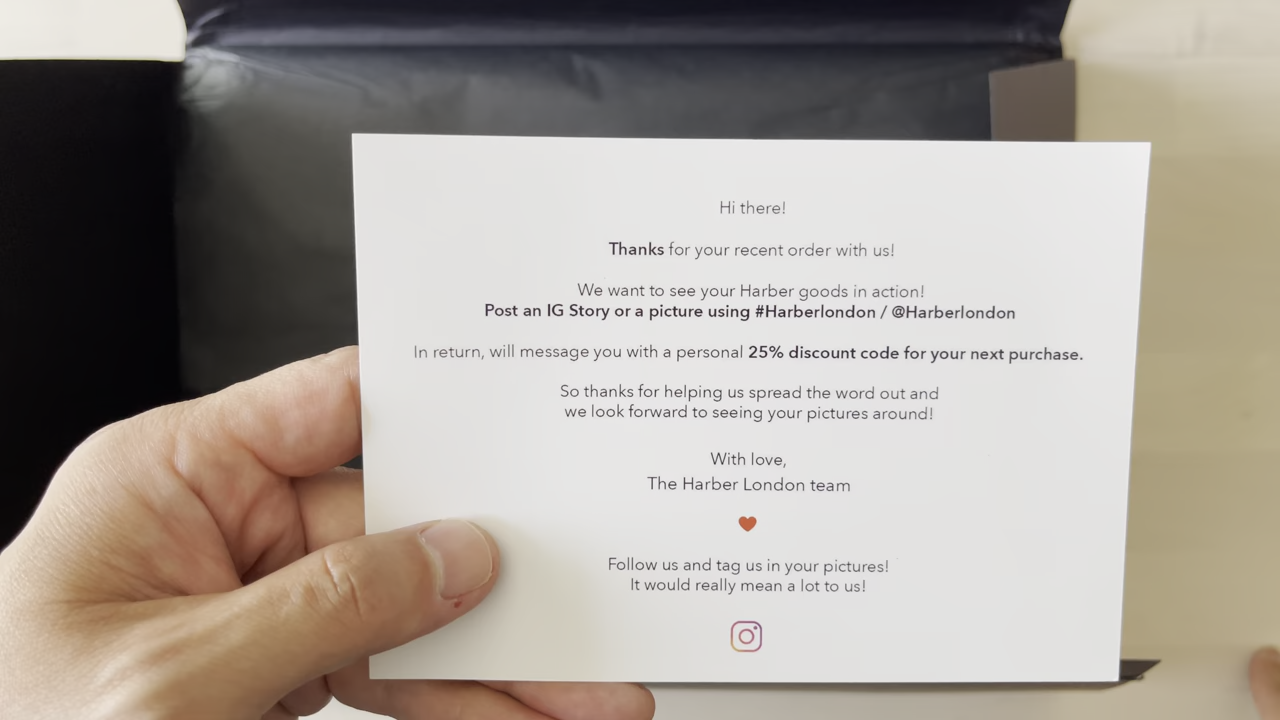 Hi there!
Thanks for your recent order with us!
We want to see your Harber goods in action!
Post an IG Story or a picture using #Harberlondon / @Harberlondon
In return, will message you with a personal 25% discount code for your next purchase.
So thanks for helping us spread the word out and
we look forward to seeing your pictures around!
With love,
The Harber London team
Follow us and tag us in your pictures!
It would really mean a lot to us!